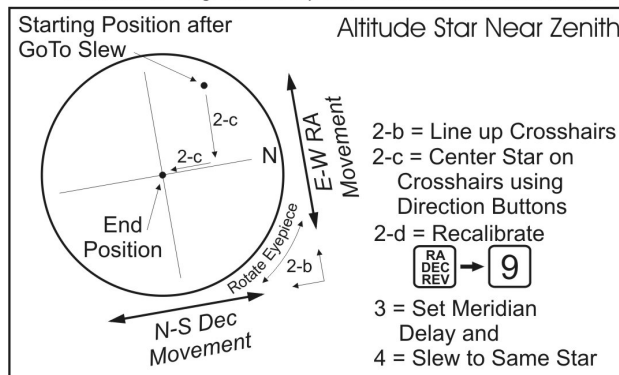 Starting Position after
GoTo Slew
Altitude Star Near Zenith
2-c
2-c
N
E-W RA
Movement
End
Position
Rotate Eyepiece
2-b
N-S Dec
Movement
2-b = Line up Crosshairs
2-c = Center Star on
Crosshairs using
Direction Buttons
2-d = Recalibrate
RA
DEC
REV
9
3 = Set Meridian
Delay and
4 = Slew to Same Star